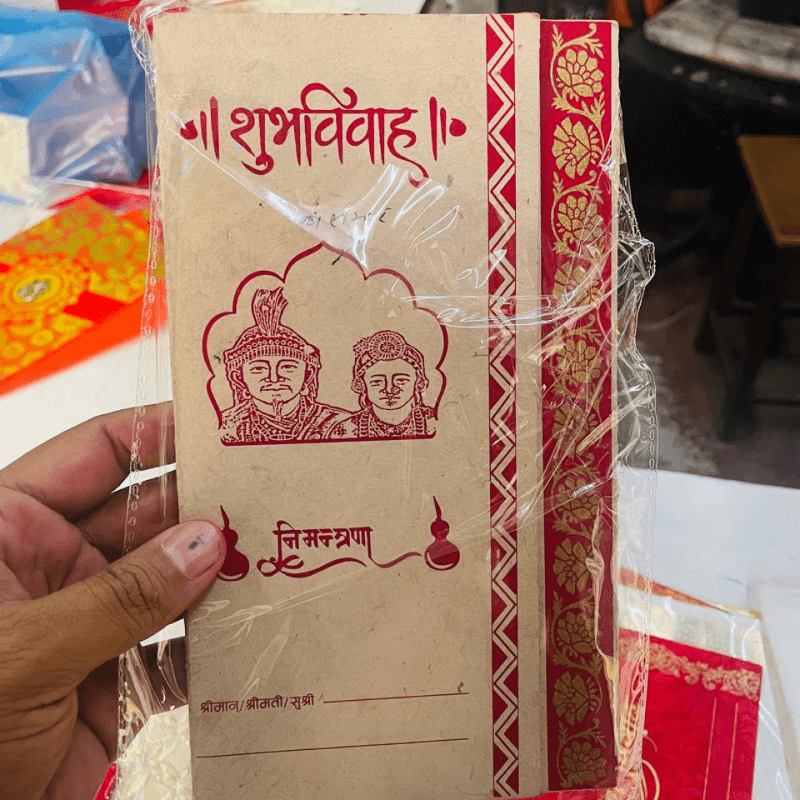 ॥ शुभविवाह ॥
निमन्त्रण
श्रीमान/श्रीमती/सुश्री